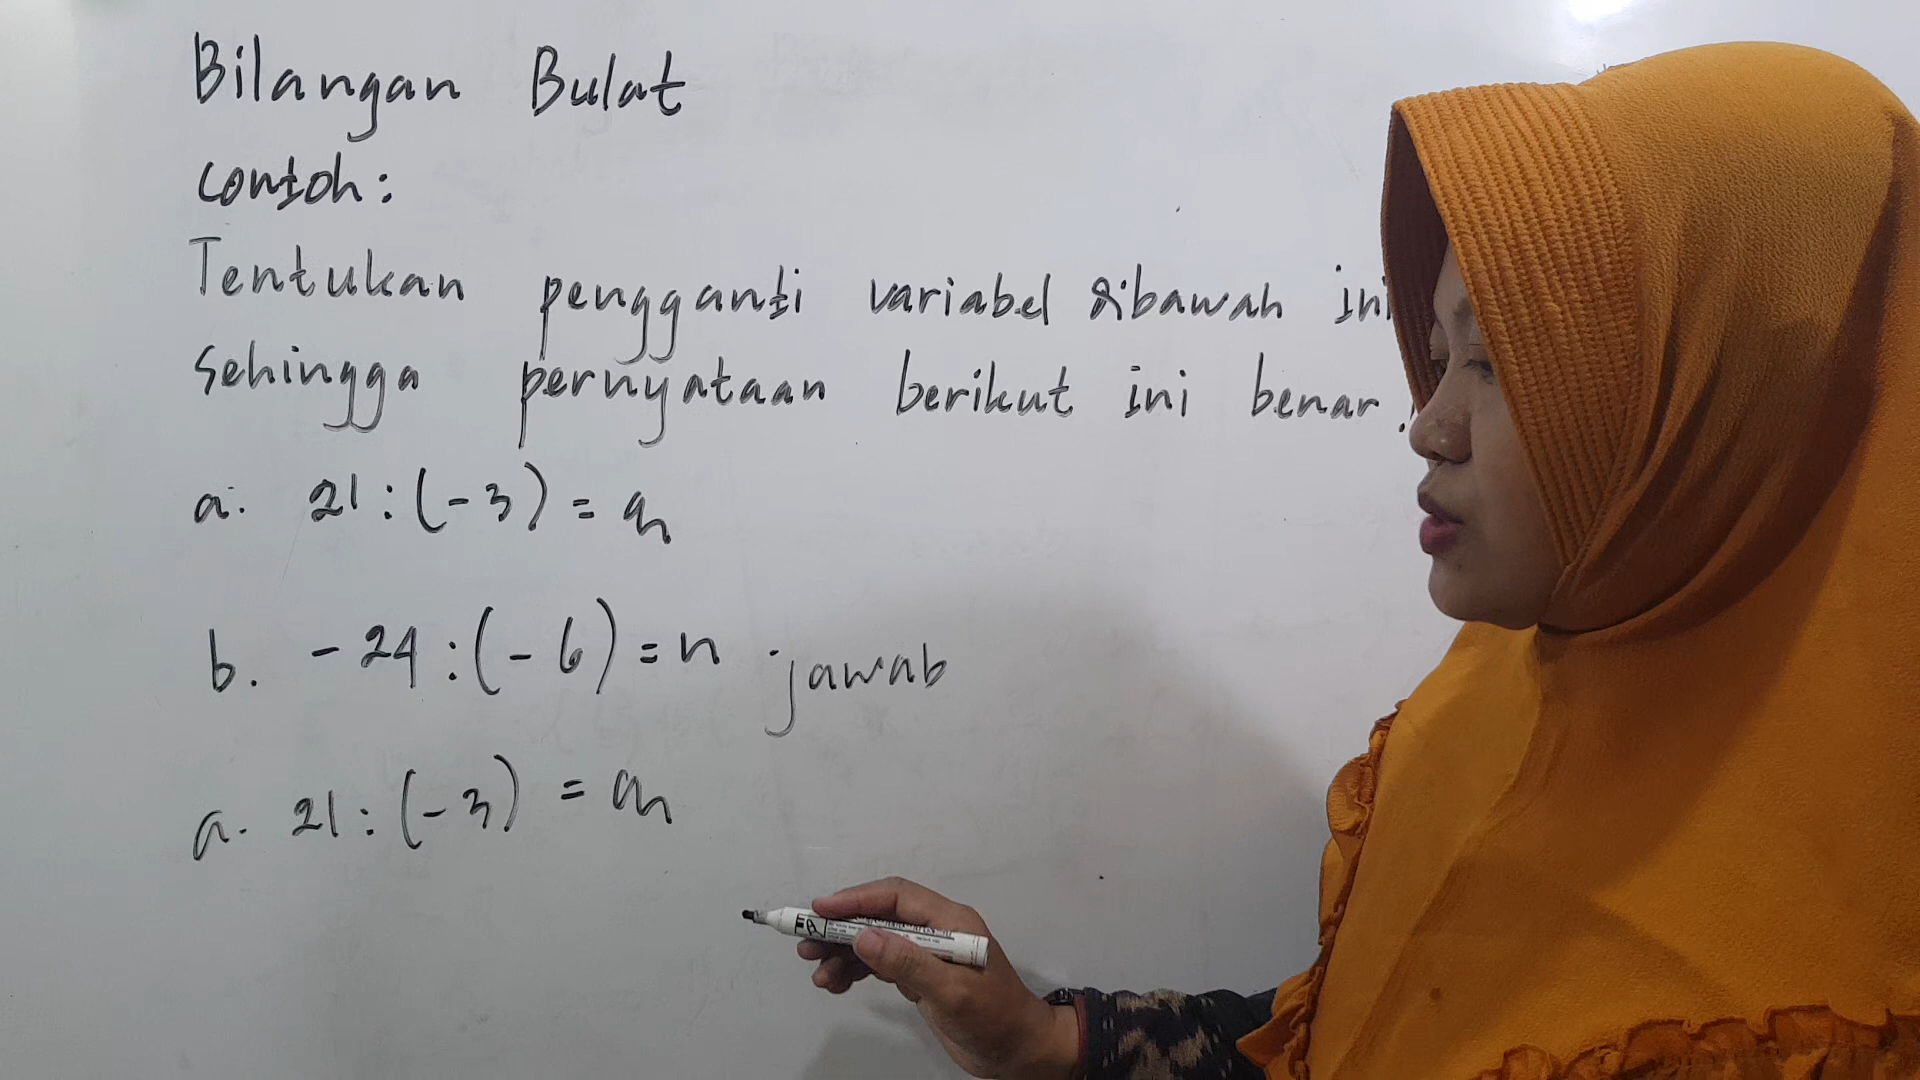 Bilangan Bulat
Contoh:
Tentukan pengganti variabel dibawah ini
sehingga pernyataan berikut ini benar!
a. 21 : (-3) = m
b. -24 : (-6) = n jawab
a. 21 : (-3) = m